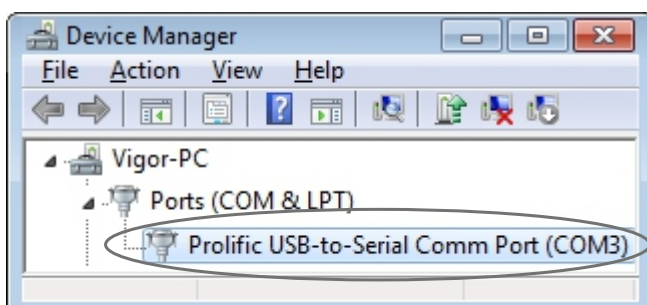 Device Manager
File Action View Help
Vigor-PC
Ports (COM & LPT)
Prolific USB-to-Serial Comm Port (COM3)